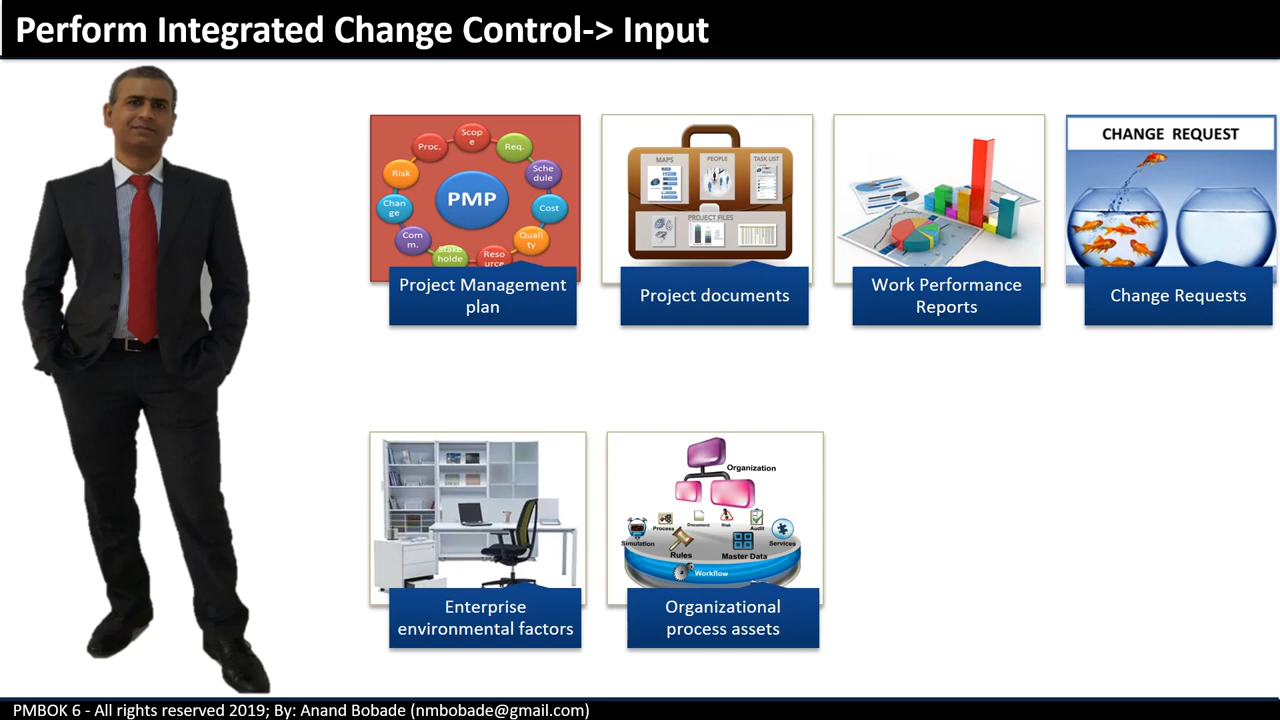 Perform Integrated Change Control-> Input
PMP
Scop
e
Req.
Sche
dule
Cost
Quali
ty
Reso
urce
Stake
holde
Com
m.
Chan
ge
Risk
Proc.
Project Management
plan
MAPS
PEOPLE
TASK LIST
PROJECT FILES
Project documents
Work Performance
Reports
CHANGE REQUEST
Change Requests
Enterprise
environmental factors
Organization
Process
Document
Risk
Audit
Simulation
Rules
Master Data
Services
Workflow
Organizational
process assets
PMBOK 6 - All rights reserved 2019; By: Anand Bobade (nmbobade@gmail.com)